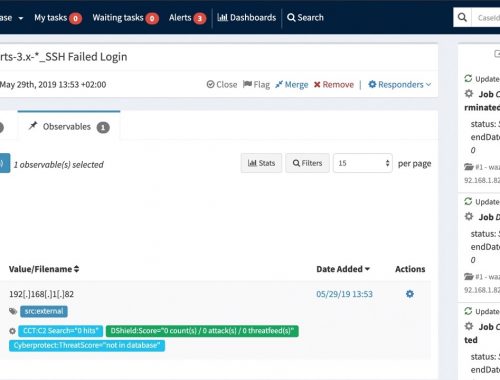 ase My tasks 0 Waiting tasks 0 Alerts 3 Dashboards Search CaseId
rts-3.x-*_SSH Failed Login
May 29th, 2019 13:53 +02:00 Close Flag Merge Remove Responders
Observables 1
) 1 observable(s) selected
Stats Filters 15 per page
Value/Filename Date Added Actions
192[.]168[.]1[.]82 05/29/19 13:53
src:external
CCT:C2 Search="0 hits" DShield:Score="0 count(s) / 0 attack(s) / 0 threatfeed(s)"
Cyberprotect:ThreatScore="not in database"
Update
Job C
rminated
status: S
endDate
0
#1 - waz
92.168.1.82
Update
Job D
status: S
endDate
0
#1 - waz
92.168.1.82
Update
Job C
ted
status: S
endDate